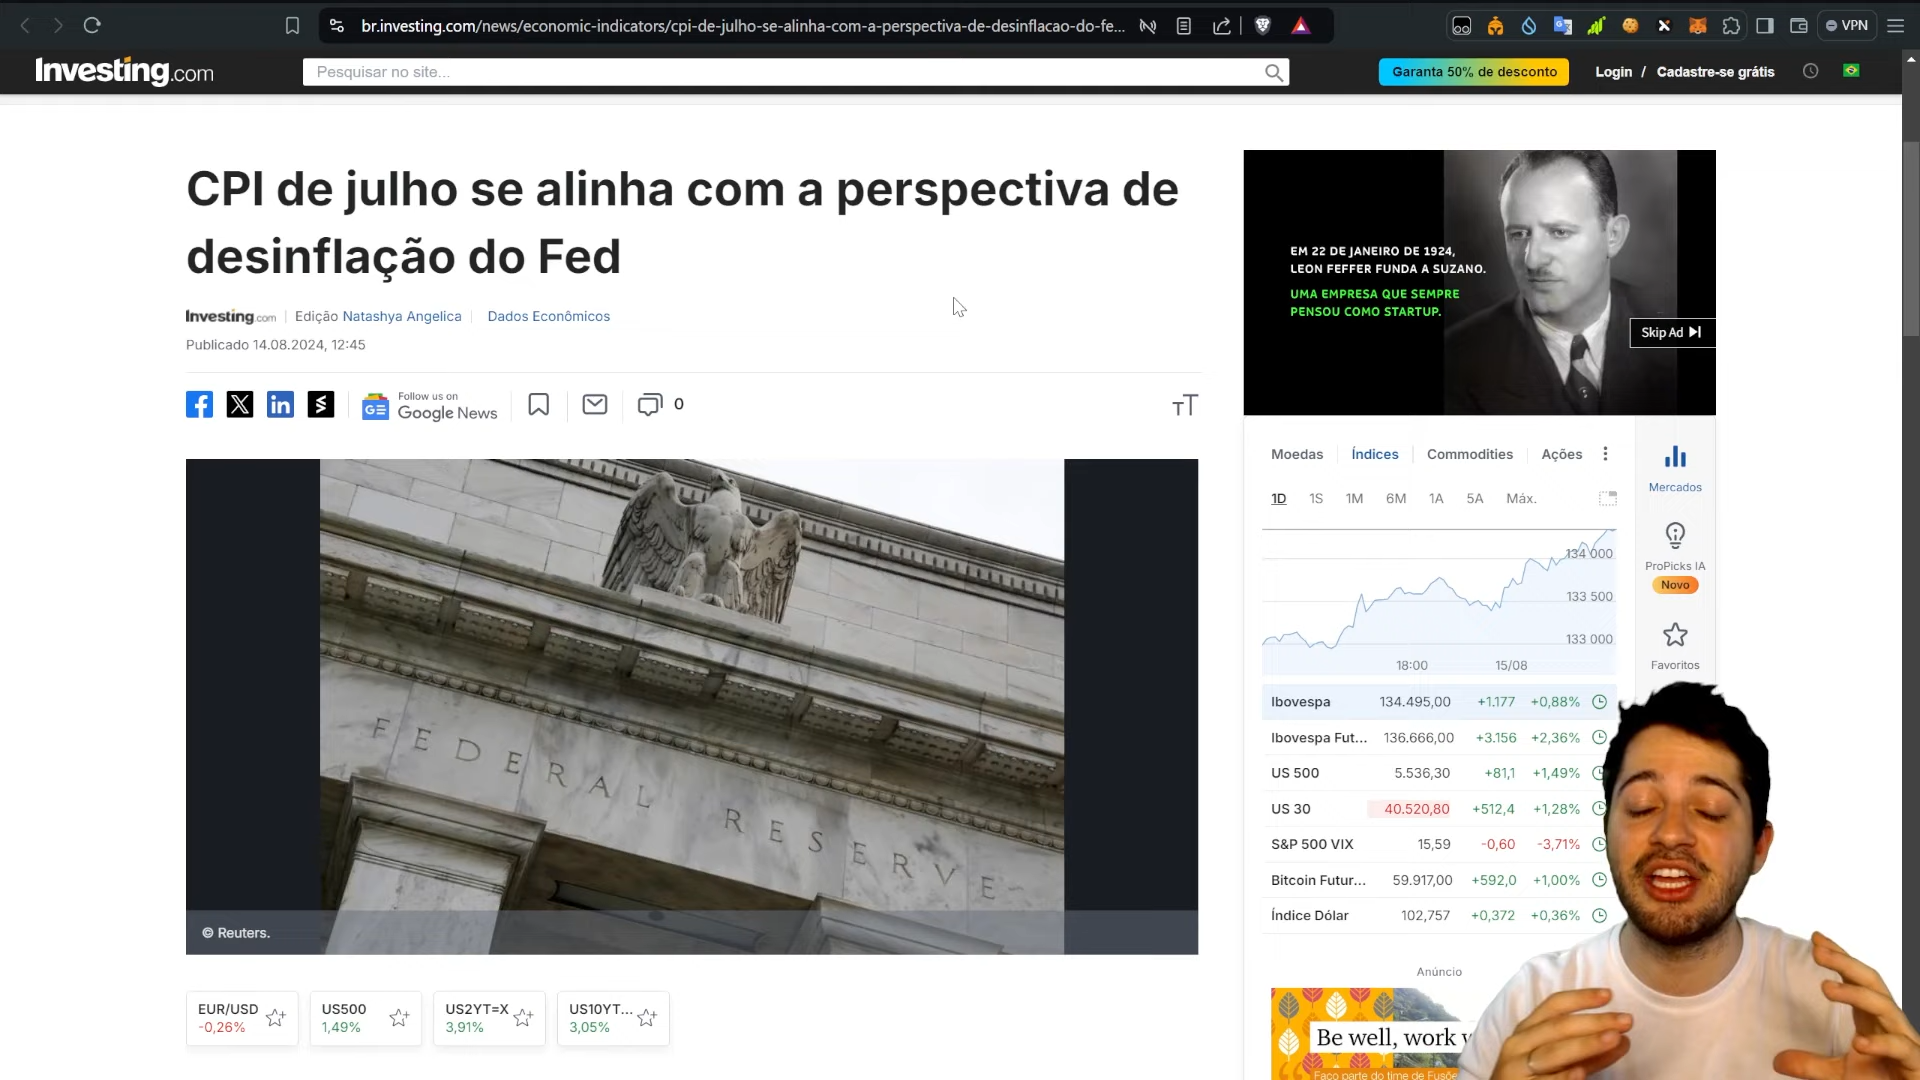 br.investing.com/news/economic-indicators/cpi-de-julho-se-alinha-com-a-perspectiva-de-desinflacao-do-fe...
VPN
Investing.com
Pesquisar no site...
Garanta 50% de desconto
Login / Cadastre-se grátis
CPI de julho se alinha com a perspectiva de
desinflação do Fed
Investing.com
Edição Natashya Angelica
Dados Econômicos
Publicado 14.08.2024, 12:45
Follow us on
Google News
0
TT
© Reuters.
FEDERAL RESERVE
EUR/USD
-0,26%
US500
1,49%
US2YT=X
3,91%
US10YT...
3,05%
EM 22 DE JANEIRO DE 1924,
LEON FEFFER FUNDA A SUZANO.
UMA EMPRESA QUE SEMPRE
PENSOU COMO STARTUP.
Skip Ad
Moedas Índices Commodities Ações
1D 1S 1M 6M 1A 5A Máx.
134 000
133 500
133 000
18:00 15/08
Mercados
ProPicks IA
Novo
Favoritos
Ibovespa 134.495,00 +1.177 +0,88%
Ibovespa Fut... 136.666,00 +3.156 +2,36%
US 500 5.536,30 +81,1 +1,49%
US 30 40.520,80 +512,4 +1,28%
S&P 500 VIX 15,59 -0,60 -3,71%
Bitcoin Futur... 59.917,00 +592,0 +1,00%
Índice Dólar 102,757 +0,372 +0,36%
Anúncio
Be well, work
Faço parte do time de Fusõe